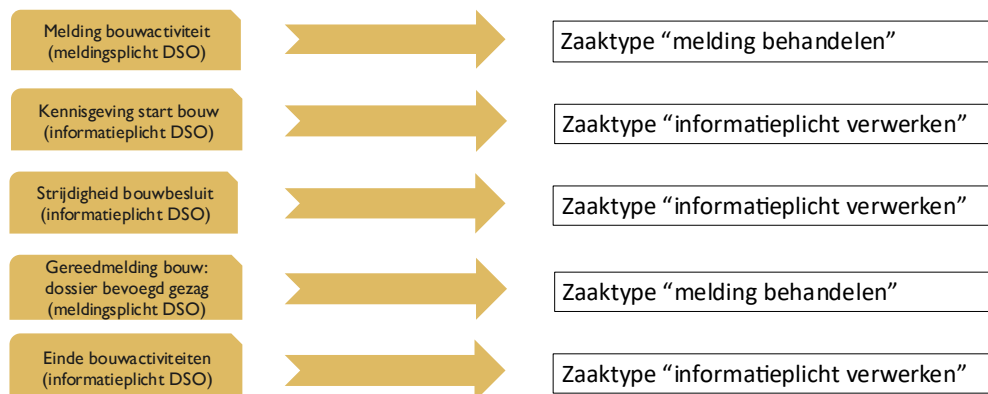 Melding bouwactiviteit
(meldingsplicht DSO)
Zaaktype “melding behandelen”
Kennisgeving start bouw
(informatieplicht DSO)
Zaaktype “informatieplicht verwerken”
Strijdigheid bouwbesluit
(informatieplicht DSO)
Zaaktype “informatieplicht verwerken”
Gereedmelding bouw:
dossier bevoegd gezag
(meldingsplicht DSO)
Zaaktype “melding behandelen”
Einde bouwactiviteiten
(informatieplicht DSO)
Zaaktype “informatieplicht verwerken”